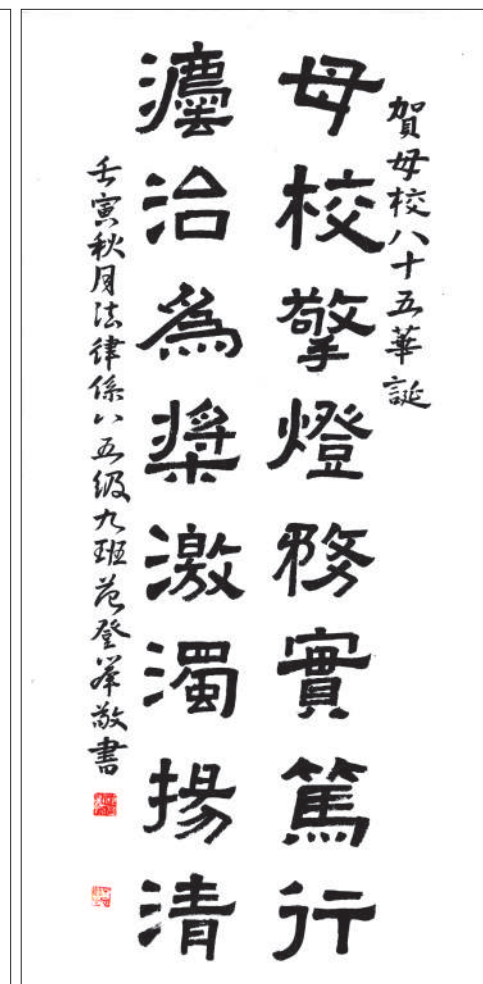 賀母校八十五華誕
母校擎燈務實篤行
灋治為槳激濁揚清
壬寅秋月法律係八五级九班范登峯敬書